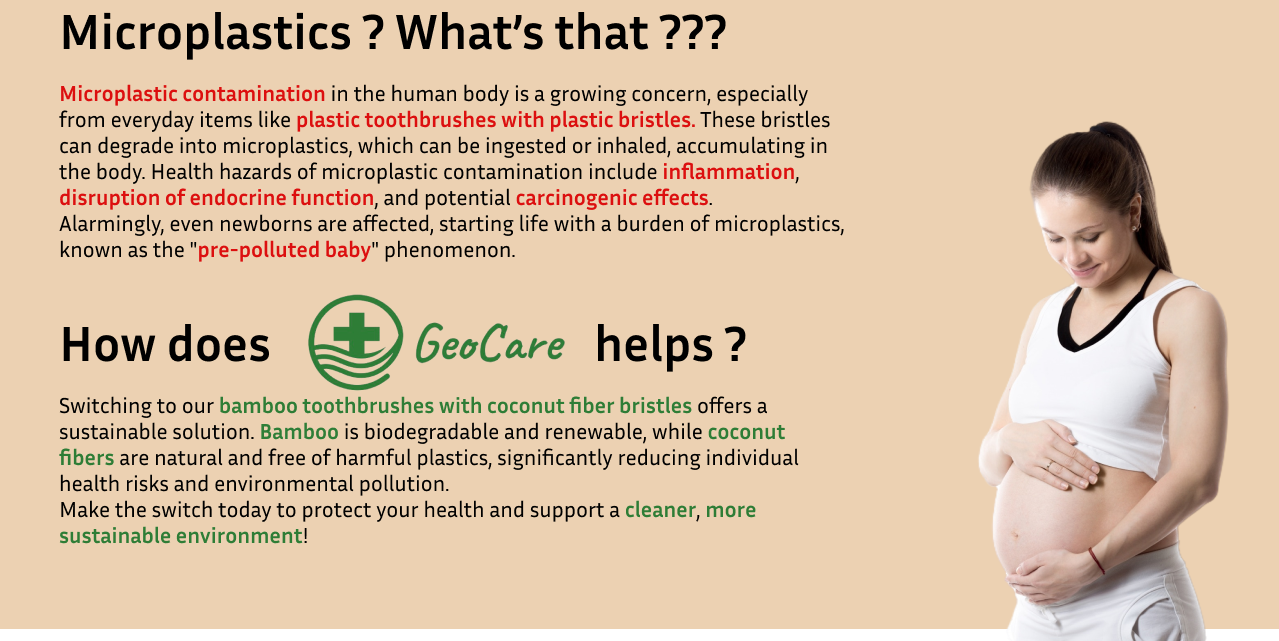 Microplastics ? What's that ???
Microplastic contamination in the human body is a growing concern, especially
from everyday items like plastic toothbrushes with plastic bristles. These bristles
can degrade into microplastics, which can be ingested or inhaled, accumulating in
the body. Health hazards of microplastic contamination include inflammation,
disruption of endocrine function, and potential carcinogenic effects.
Alarmingly, even newborns are affected, starting life with a burden of microplastics,
known as the "pre-polluted baby" phenomenon.
How does GeoCare helps ?
Switching to our bamboo toothbrushes with coconut fiber bristles offers a
sustainable solution. Bamboo is biodegradable and renewable, while coconut
fibers are natural and free of harmful plastics, significantly reducing individual
health risks and environmental pollution.
Make the switch today to protect your health and support a cleaner, more
sustainable environment!